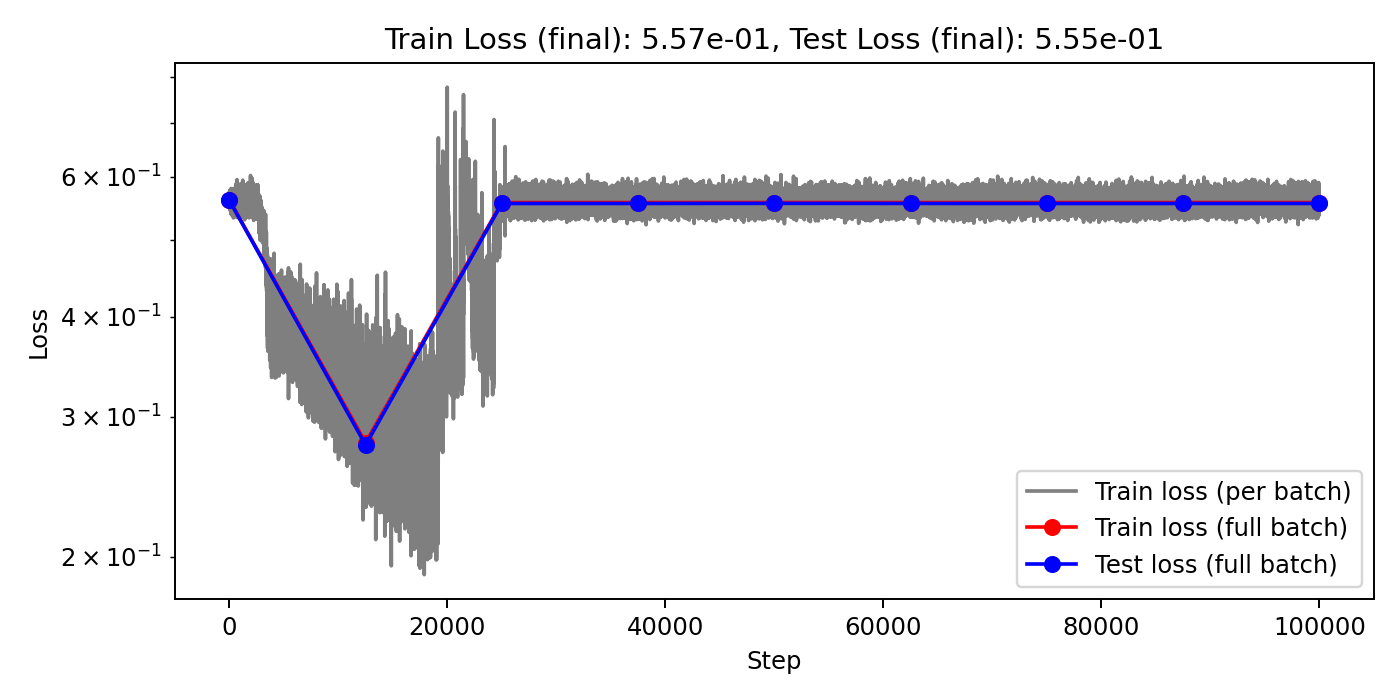 Train Loss (final): 5.57e-01, Test Loss (final): 5.55e-01
Loss
6 × 10⁻¹
4 × 10⁻¹
3 × 10⁻¹
2 × 10⁻¹
Train loss (per batch)
Train loss (full batch)
Test loss (full batch)
0 20000 40000 60000 80000 100000
Step